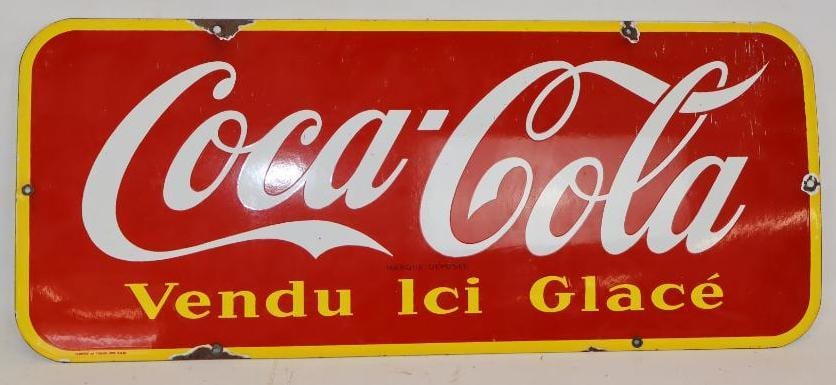 Coca-Cola
MARQUE DÉPOSÉE
Vendu Ici Glacé